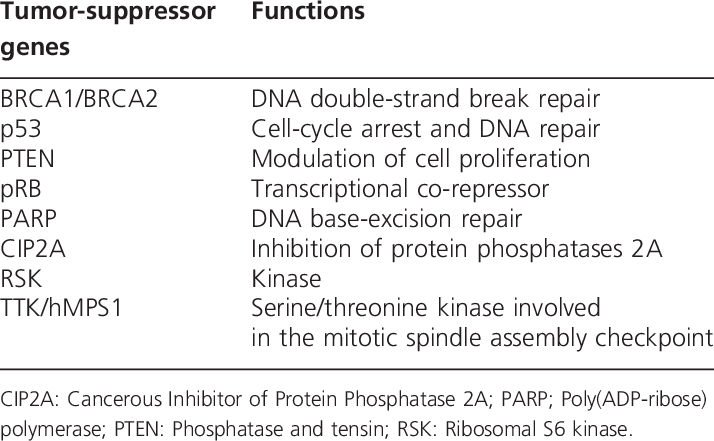 Tumor-suppressor Functions
genes
BRCA1/BRCA2 DNA double-strand break repair
p53 Cell-cycle arrest and DNA repair
PTEN Modulation of cell proliferation
pRB Transcriptional co-repressor
PARP DNA base-excision repair
CIP2A Inhibition of protein phosphatases 2A
RSK Kinase
TTK/hMPS1 Serine/threonine kinase involved
in the mitotic spindle assembly checkpoint
CIP2A: Cancerous Inhibitor of Protein Phosphatase 2A; PARP; Poly(ADP-ribose)
polymerase; PTEN: Phosphatase and tensin; RSK: Ribosomal S6 kinase.